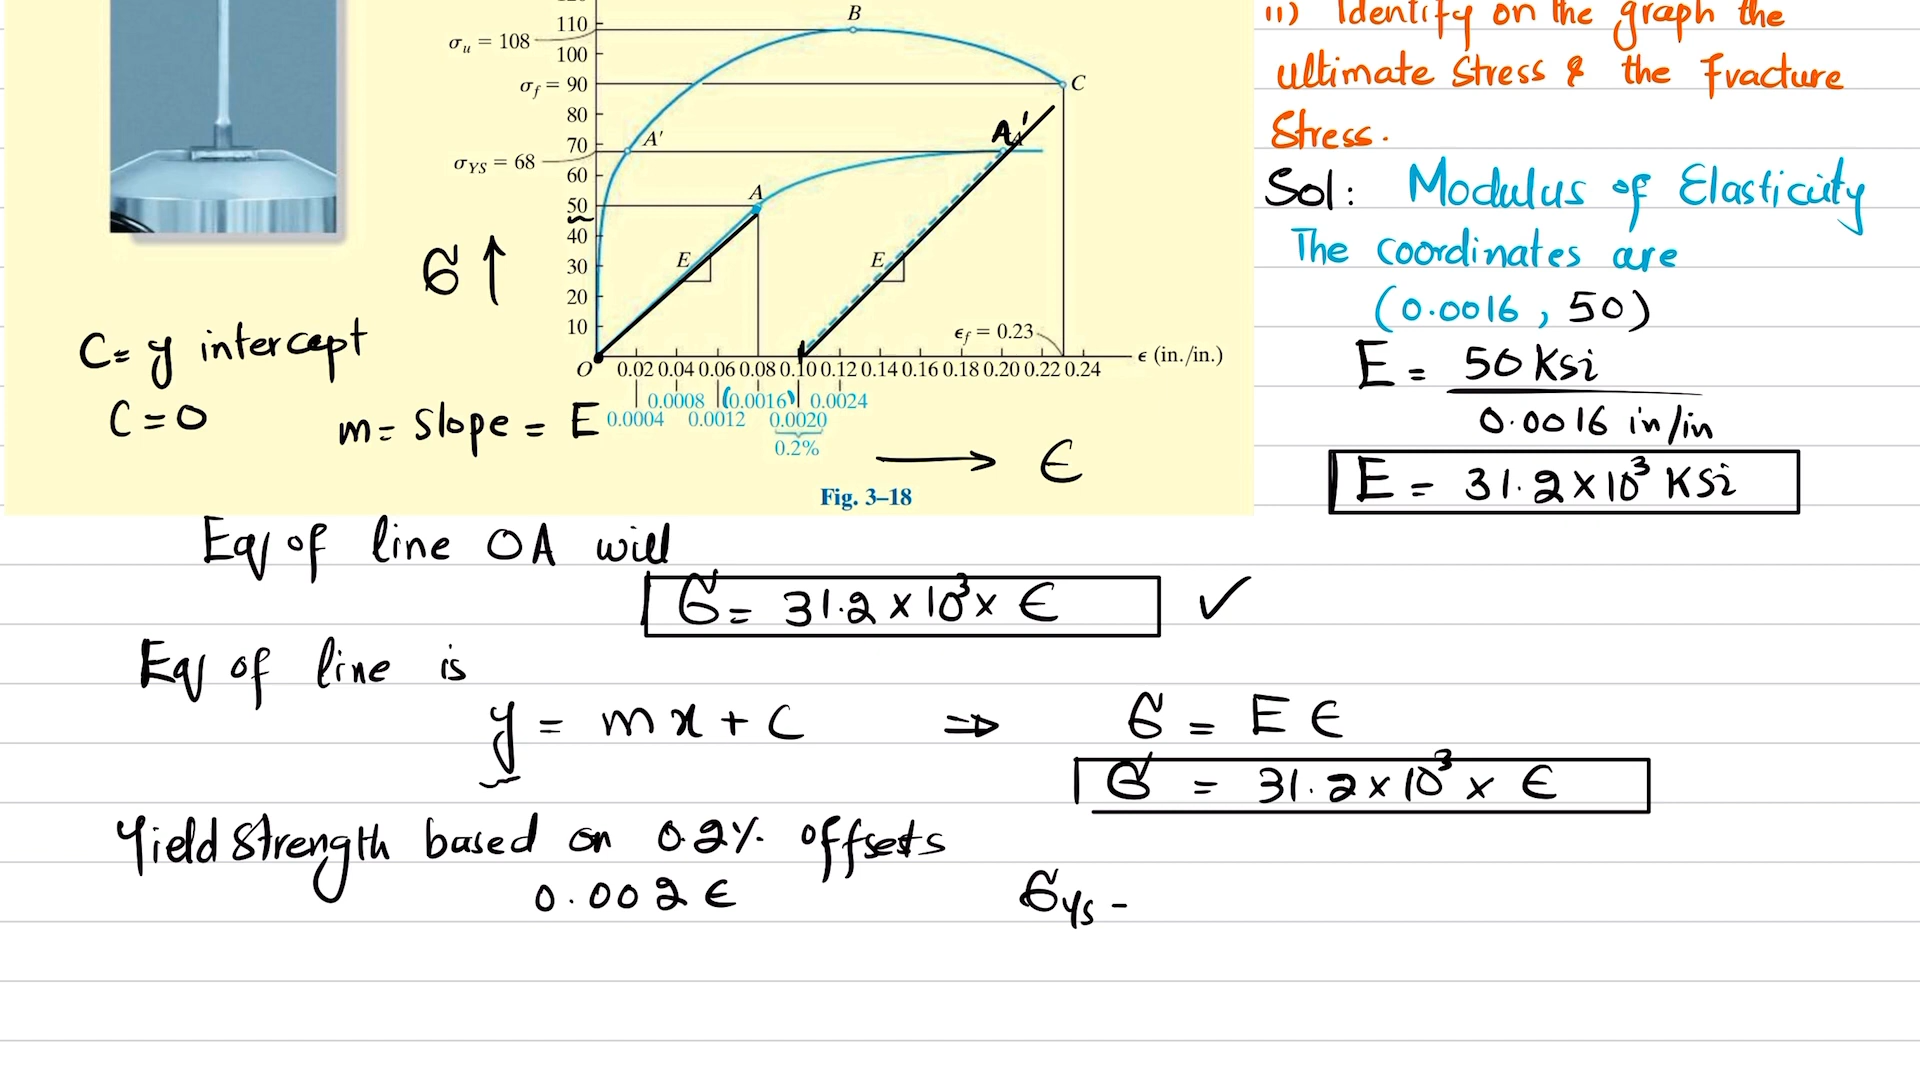 110
B
σu = 108
100
σf = 90
C
80
A'
70
A'
σYS = 68
60
A
50
40
E
E
30
σ ↑
20
10
ϵf = 0.23
O
0.02 0.04 0.06 0.08 0.10 0.12 0.14 0.16 0.18 0.20 0.22 0.24
ϵ (in./in.)
0.0008 (0.0016) 0.0024
0.0004 0.0012 0.0020
0.2%
→ ϵ
Fig. 3–18
C = y intercept
C = 0
m = Slope = E
ii) Identify on the graph the
ultimate Stress & the Fracture
Stress.
Sol: Modulus of Elasticity
The coordinates are
(0.0016, 50)
E = 50 Ksi
0.0016 in/in
E = 31.2 x 10³ KSi
Eq of line OA will
σ = 31.2 x 10³ x ϵ ✓
Eq of line is
y = mx + C ⇒ σ = E ϵ
σ = 31.2 x 10³ x ϵ
Yield Strength based on 0.2% offsets
0.002 ϵ
σys -